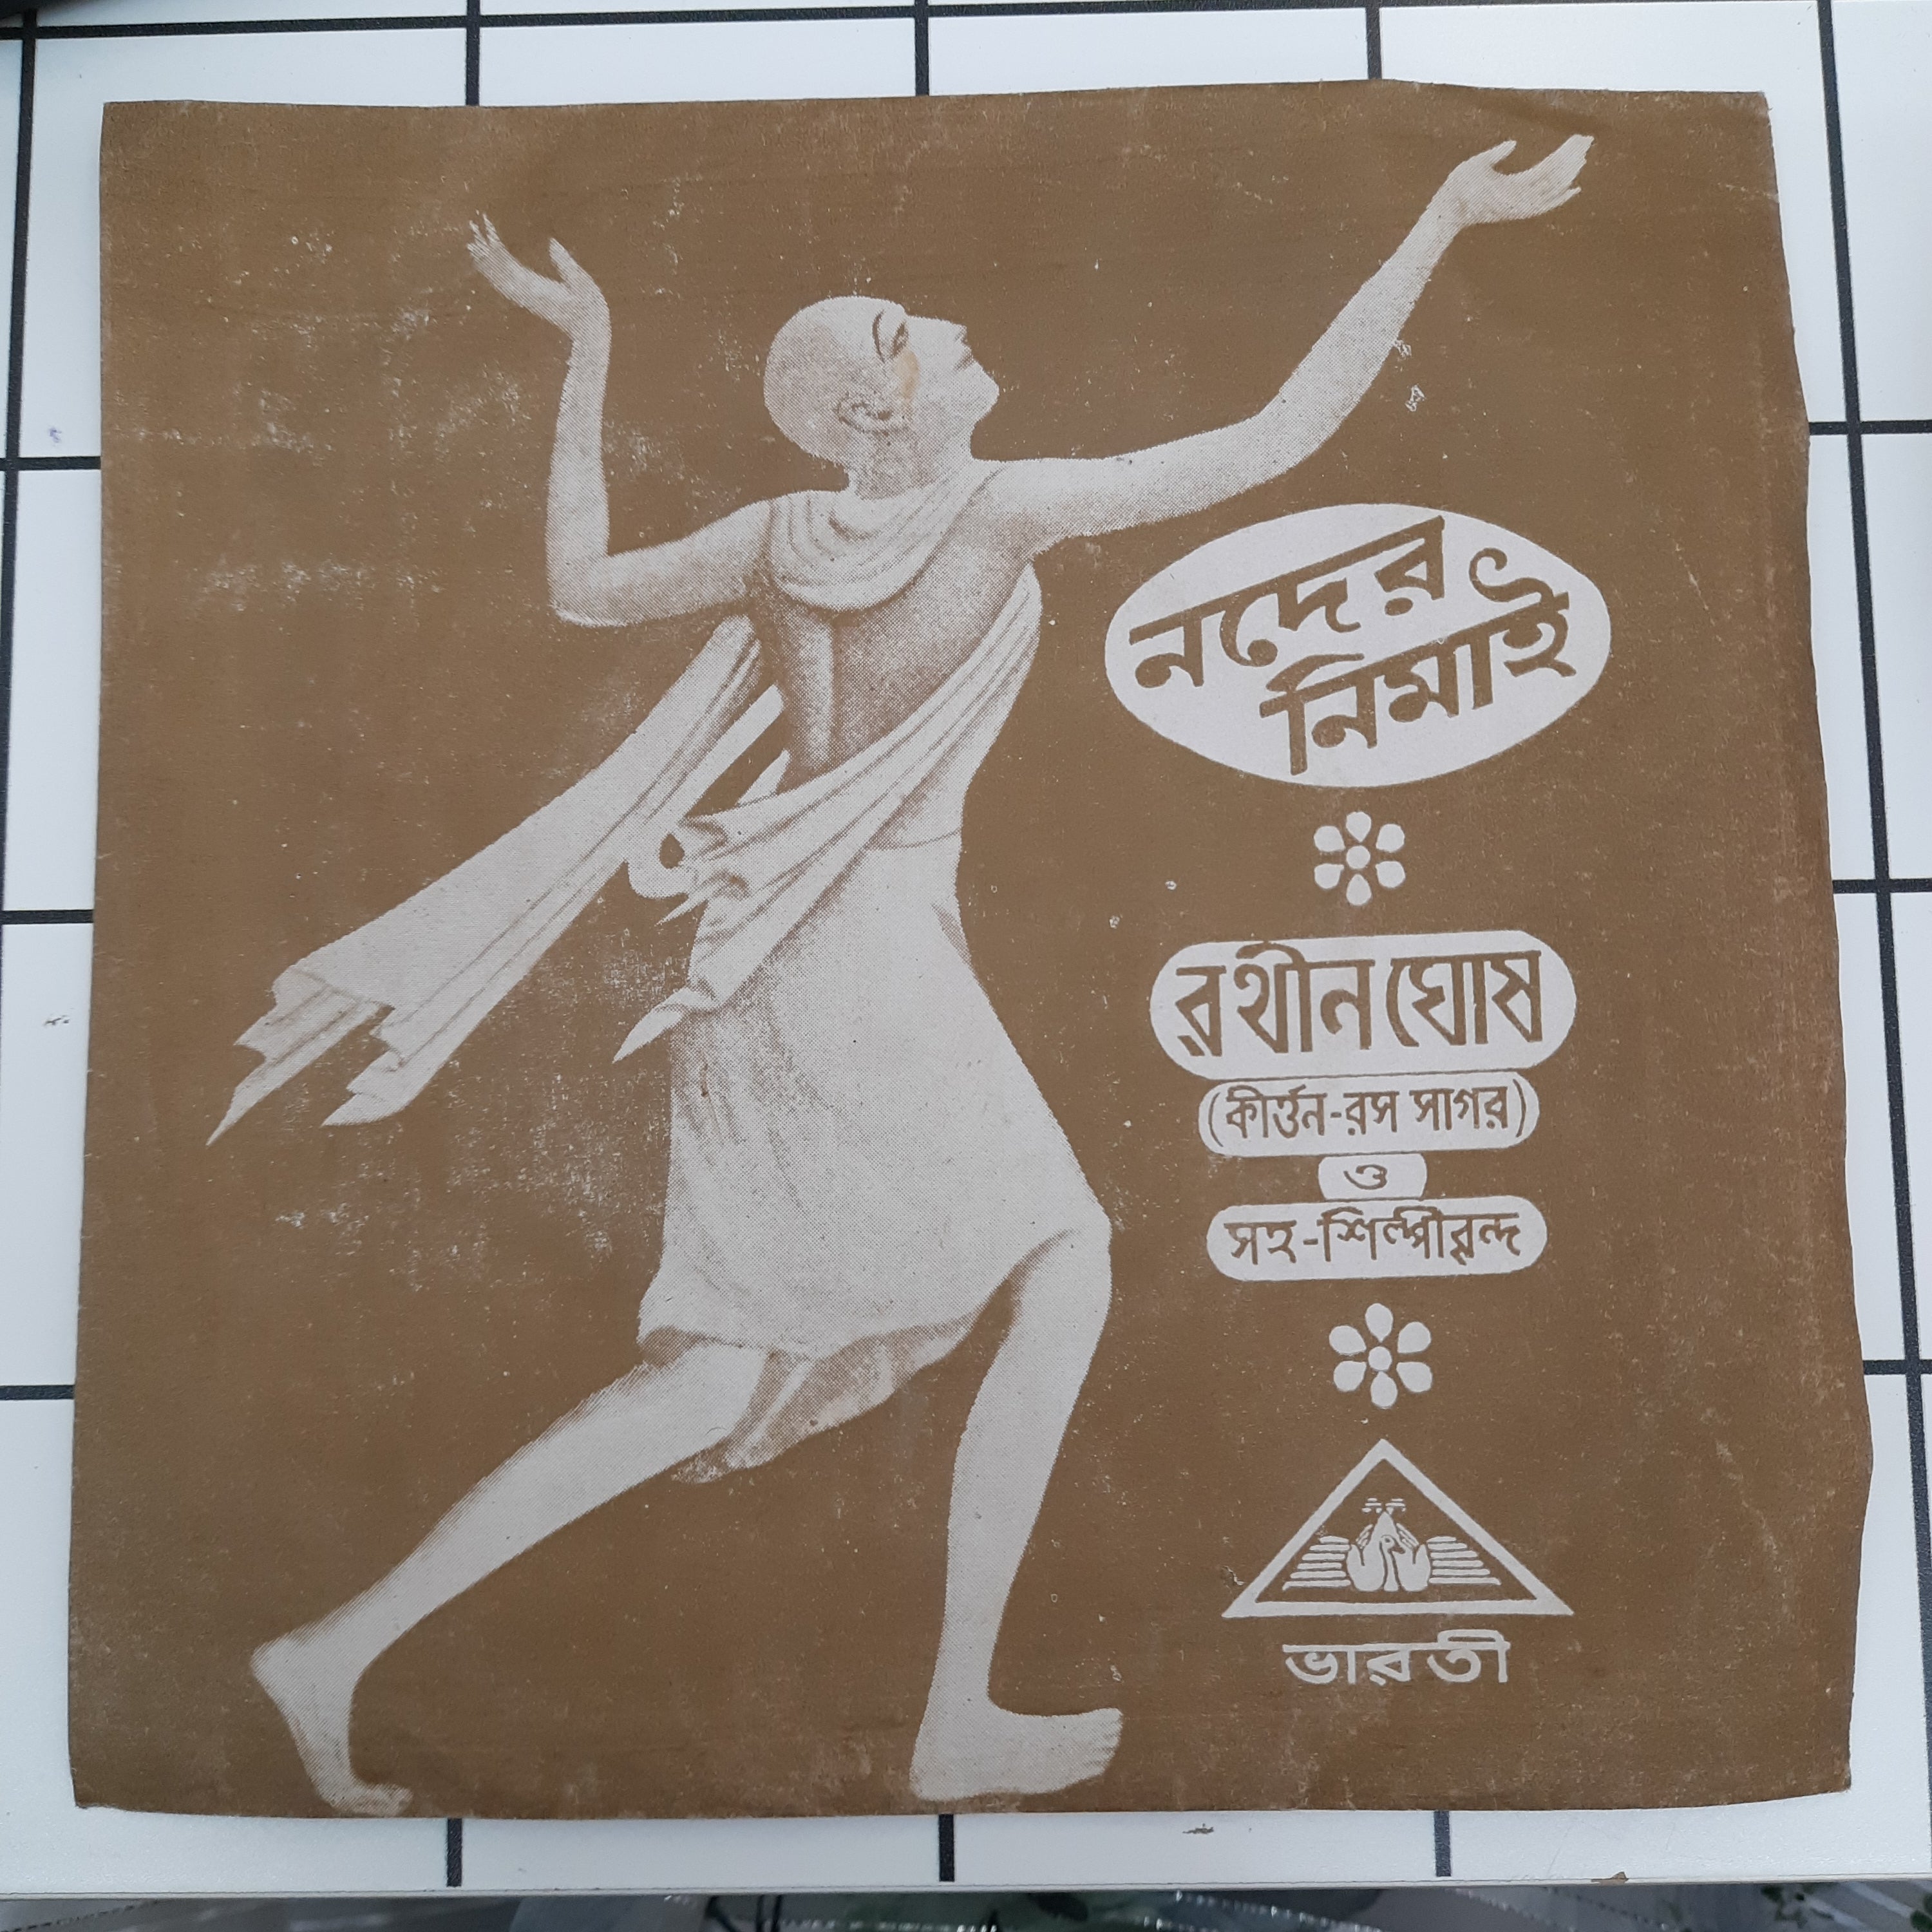 নদের
নিমাই
রথীন ঘোষ
(কীর্ত্তন-রস সাগর)
ও
সহ-শিল্পীবৃন্দ
ভারতী